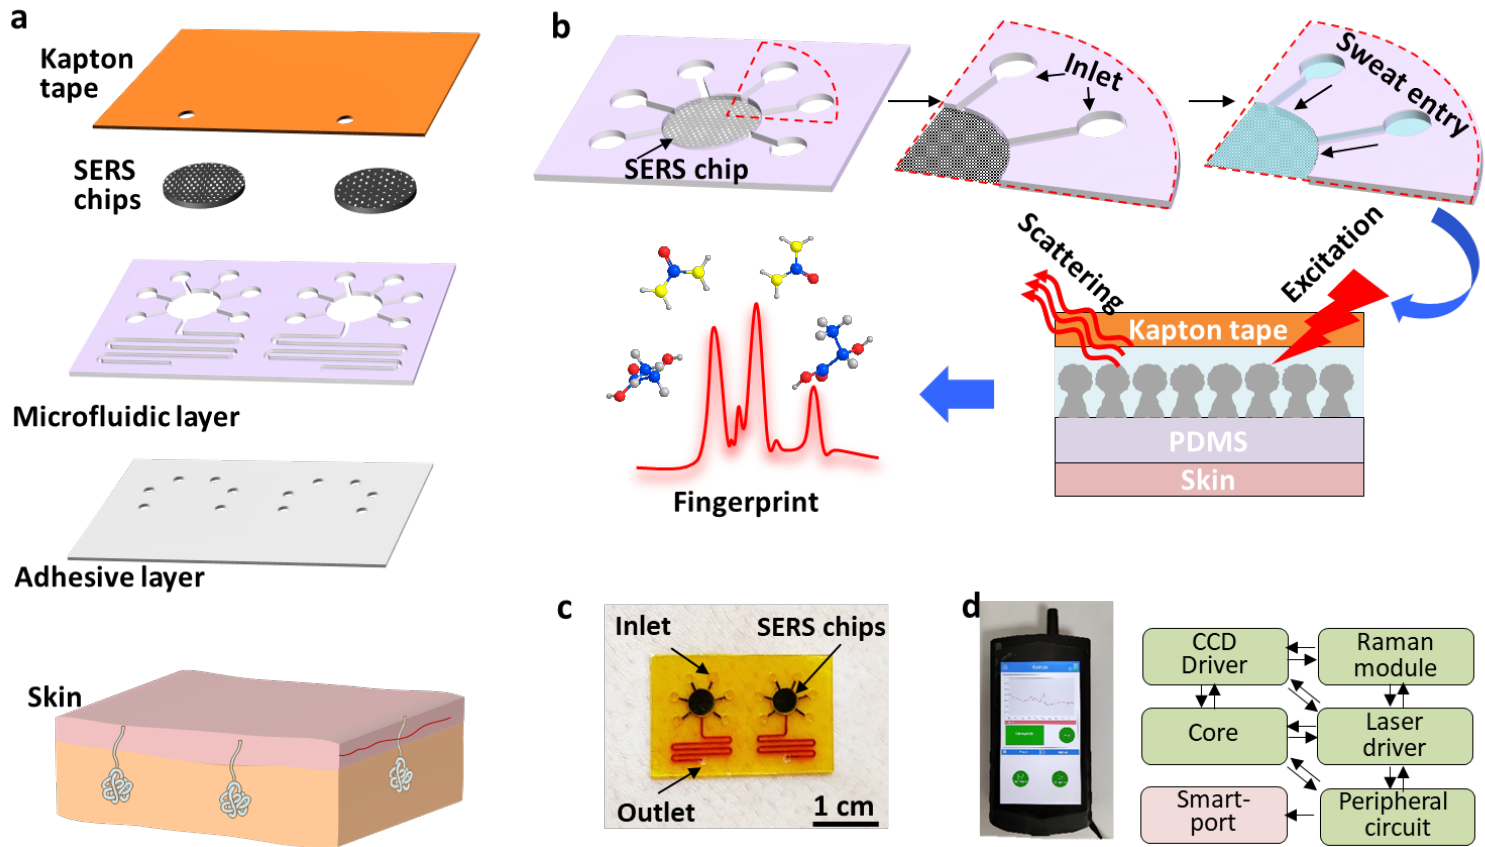 a
Kapton
tape
SERS
chips
Microfluidic layer
Adhesive layer
Skin
b
SERS chip
Inlet
Sweat entry
Scattering
Excitation
Kapton tape
PDMS
Skin
Fingerprint
c
Inlet
SERS chips
Outlet
1 cm
d
CCD
Driver
Raman
module
Core
Laser
driver
Smart-
port
Peripheral
circuit